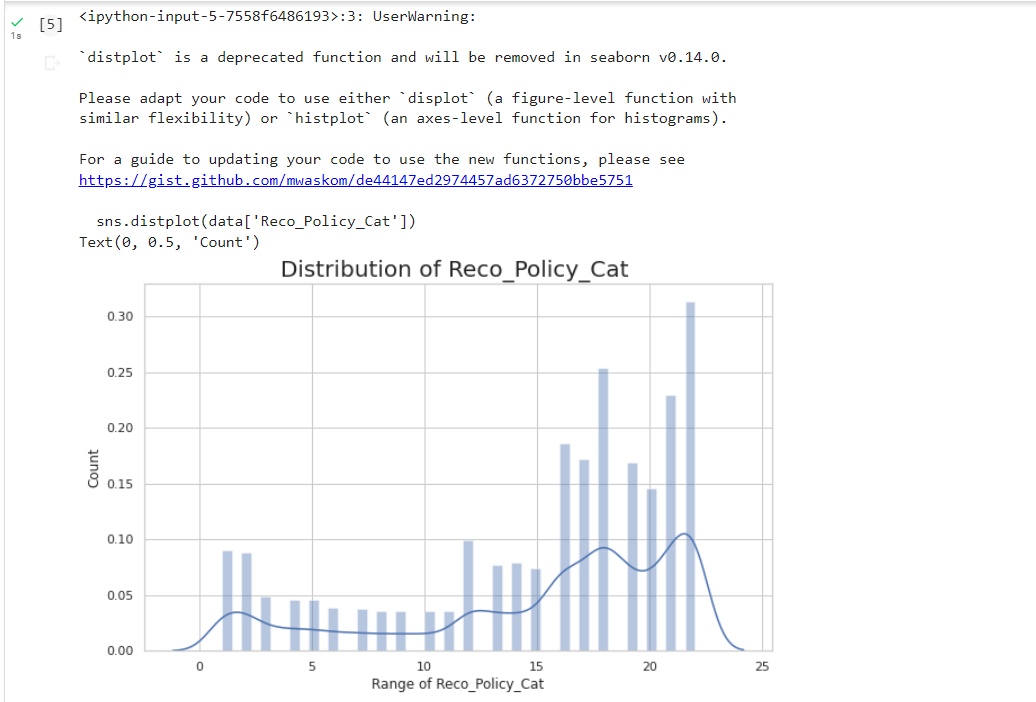 [5]
1s
<ipython-input-5-7558f6486193>:3: UserWarning:
`distplot` is a deprecated function and will be removed in seaborn v0.14.0.
Please adapt your code to use either `displot` (a figure-level function with
similar flexibility) or `histplot` (an axes-level function for histograms).
For a guide to updating your code to use the new functions, please see
https://gist.github.com/mwaskom/de44147ed2974457ad6372750bbe5751
sns.distplot(data['Reco_Policy_Cat'])
Text(0, 0.5, 'Count')
Distribution of Reco_Policy_Cat
0.30
0.25
0.20
0.15
0.10
0.05
0.00
Count
0 5 10 15 20 25
Range of Reco_Policy_Cat